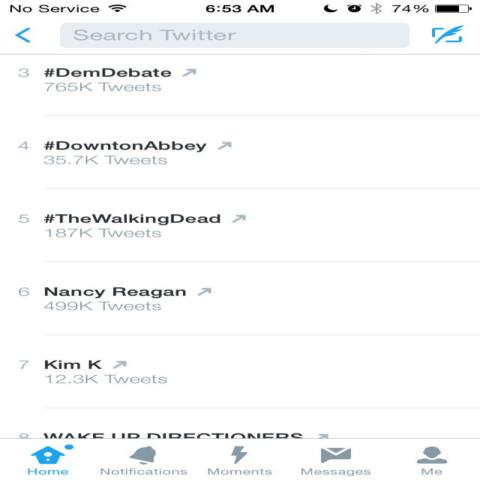 No Service 6:53 AM 74%
Search Twitter
3 #DemDebate
765K Tweets
4 #DowntonAbbey
35.7K Tweets
5 #TheWalkingDead
187K Tweets
6 Nancy Reagan
499K Tweets
7 Kim K
12.3K Tweets
8 WAKE UP DIRECTIONERS
Home Notifications Moments Messages Me